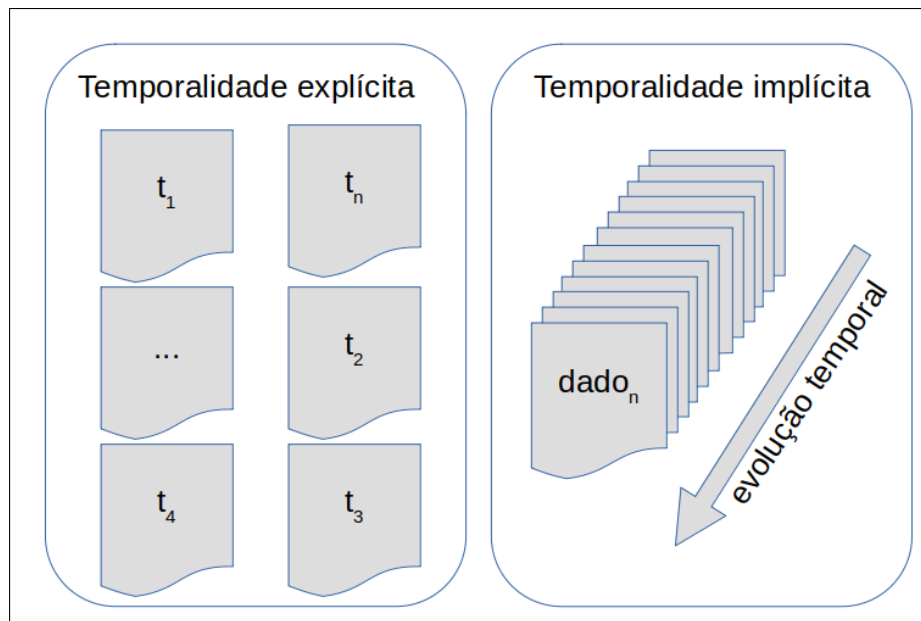 Temporalidade explícita
t1
tn
...
t2
t4
t3
Temporalidade implícita
dadon
evolução temporal